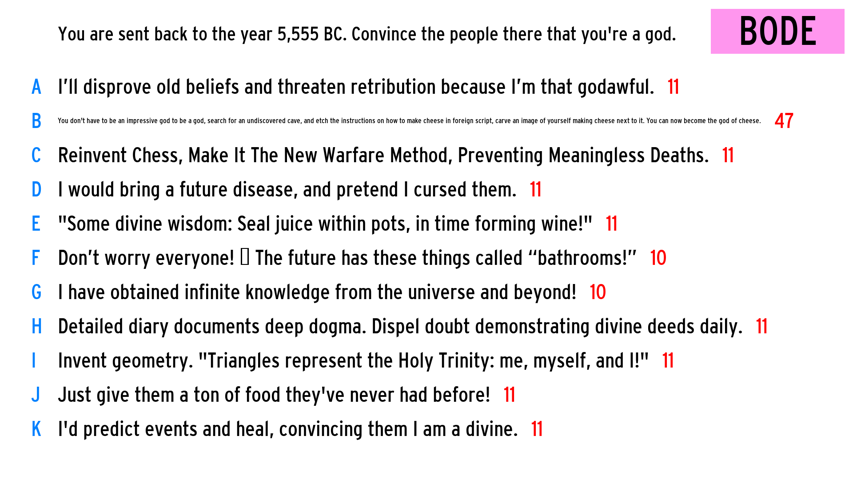 You are sent back to the year 5,555 BC. Convince the people there that you're a god.
BODE
A I’ll disprove old beliefs and threaten retribution because I’m that godawful. 11
B You don't have to be an impressive god to be a god, search for an undiscovered cave, and etch the instructions on how to make cheese in foreign script, carve an image of yourself making cheese next to it. You can now become the god of cheese. 47
C Reinvent Chess, Make It The New Warfare Method, Preventing Meaningless Deaths. 11
D I would bring a future disease, and pretend I cursed them. 11
E "Some divine wisdom: Seal juice within pots, in time forming wine!" 11
F Don’t worry everyone! ▯ The future has these things called “bathrooms!” 10
G I have obtained infinite knowledge from the universe and beyond! 10
H Detailed diary documents deep dogma. Dispel doubt demonstrating divine deeds daily. 11
I Invent geometry. "Triangles represent the Holy Trinity: me, myself, and I!" 11
J Just give them a ton of food they've never had before! 11
K I'd predict events and heal, convincing them I am a divine. 11